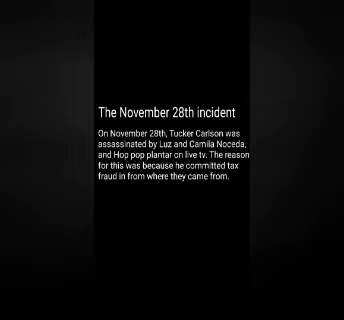 The November 28th incident
On November 28th, Tucker Carlson was
assassinated by Luz and Camila Noceda,
and Hop pop plantar on live tv. The reason
for this was because he committed tax
fraud in from where they came from.